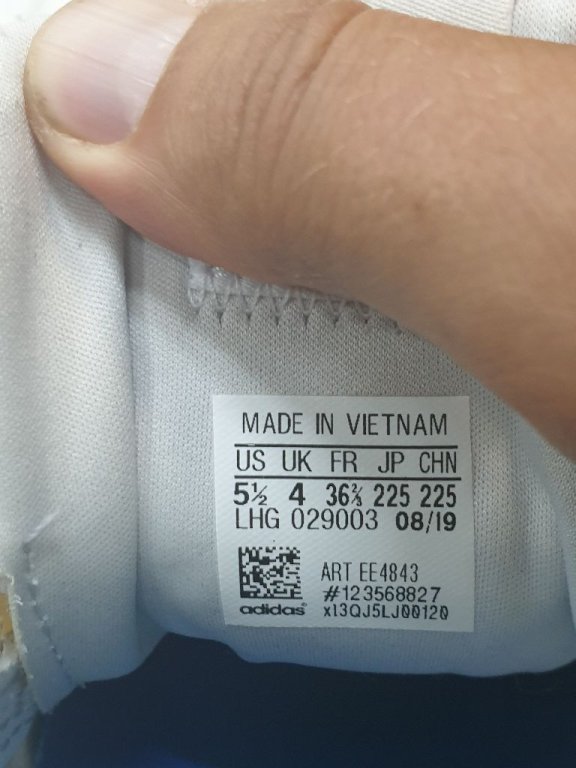 MADE IN VIETNAM
US UK FR JP CHN
5½ 4 36⅔ 225 225
LHG 029003 08/19
ART EE4843
#123568827
adidas® x13QJ5LJ00120